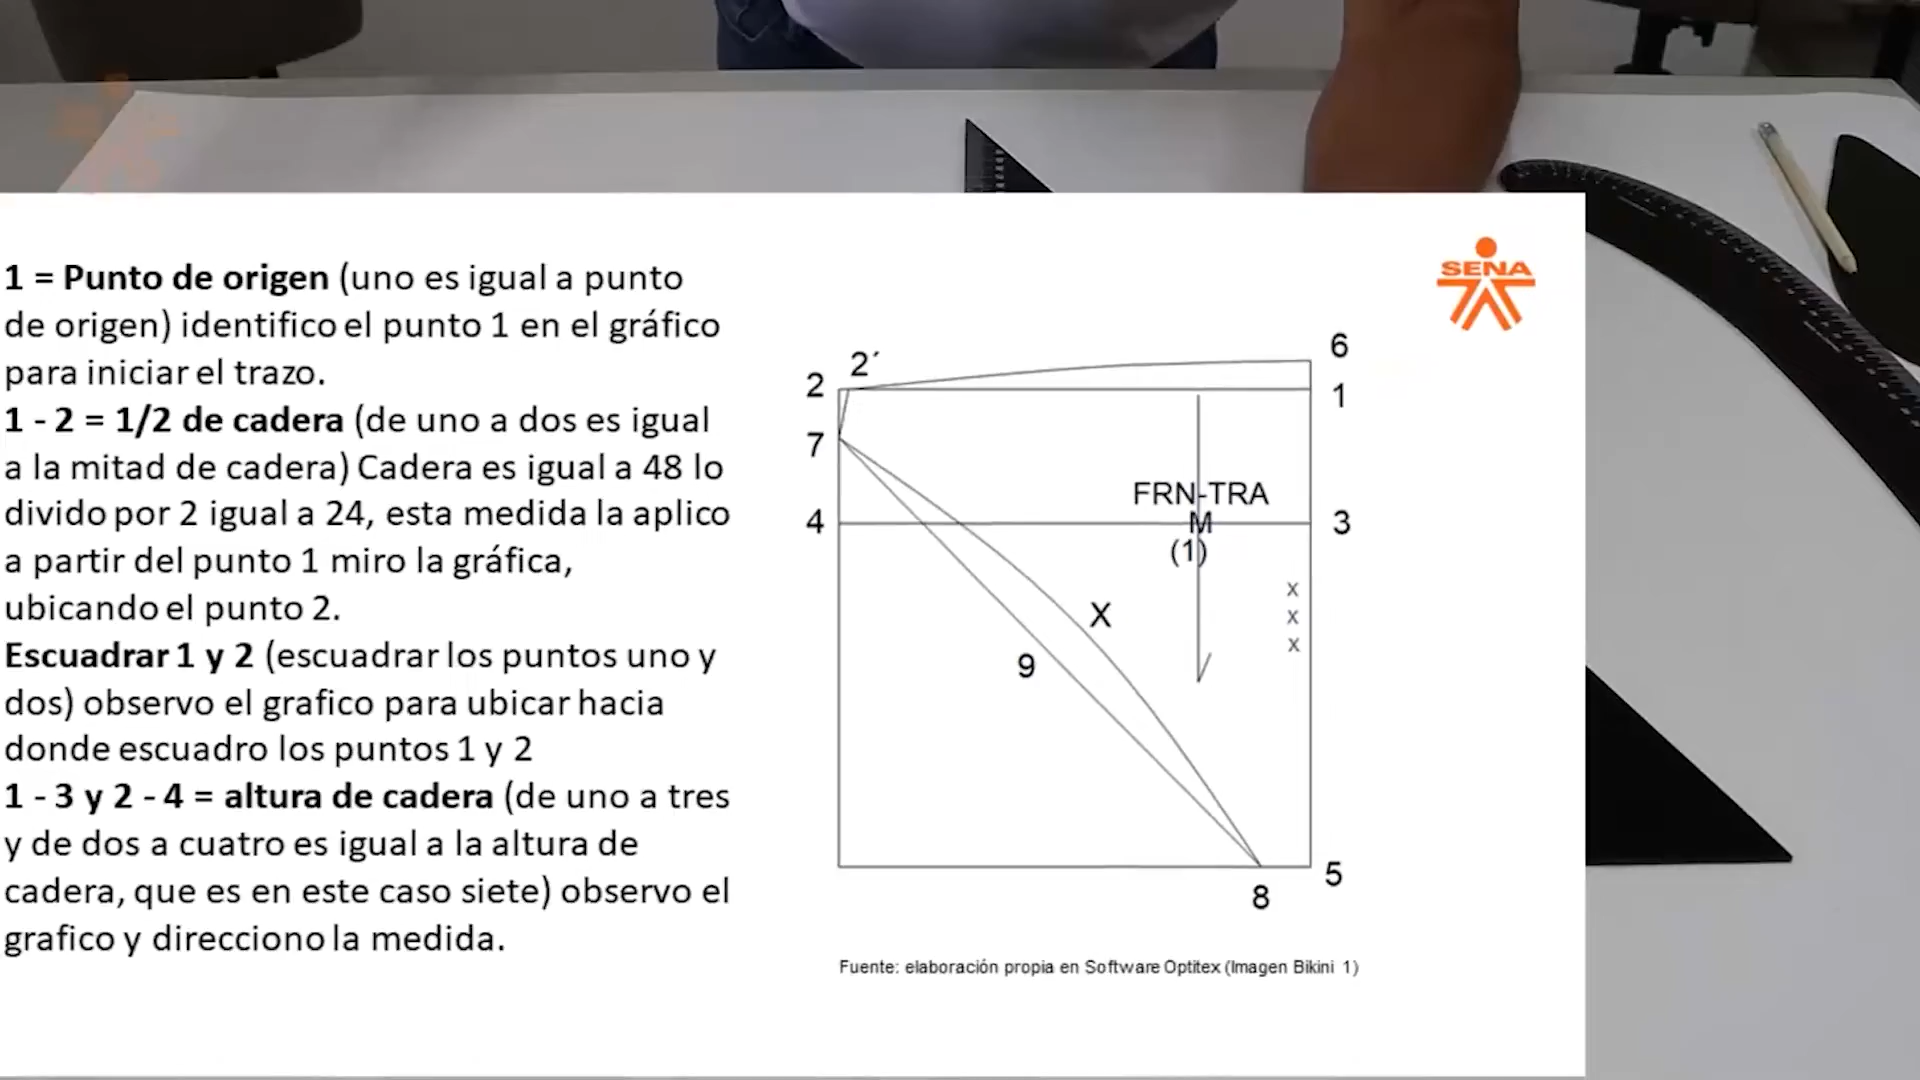 1 = Punto de origen (uno es igual a punto
de origen) identifico el punto 1 en el gráfico
para iniciar el trazo.
1 - 2 = 1/2 de cadera (de uno a dos es igual
a la mitad de cadera) Cadera es igual a 48 lo
divido por 2 igual a 24, esta medida la aplico
a partir del punto 1 miro la gráfica,
ubicando el punto 2.
Escuadrar 1 y 2 (escuadrar los puntos uno y
dos) observo el grafico para ubicar hacia
donde escuadro los puntos 1 y 2
1 - 3 y 2 - 4 = altura de cadera (de uno a tres
y de dos a cuatro es igual a la altura de
cadera, que es en este caso siete) observo el
grafico y direcciono la medida.
SENA
2 2´ 6
1
7
FRN-TRA
4 M 3
(1)
x
X x
x
9
5
8
Fuente: elaboración propia en Software Optitex (Imagen Bikini 1)